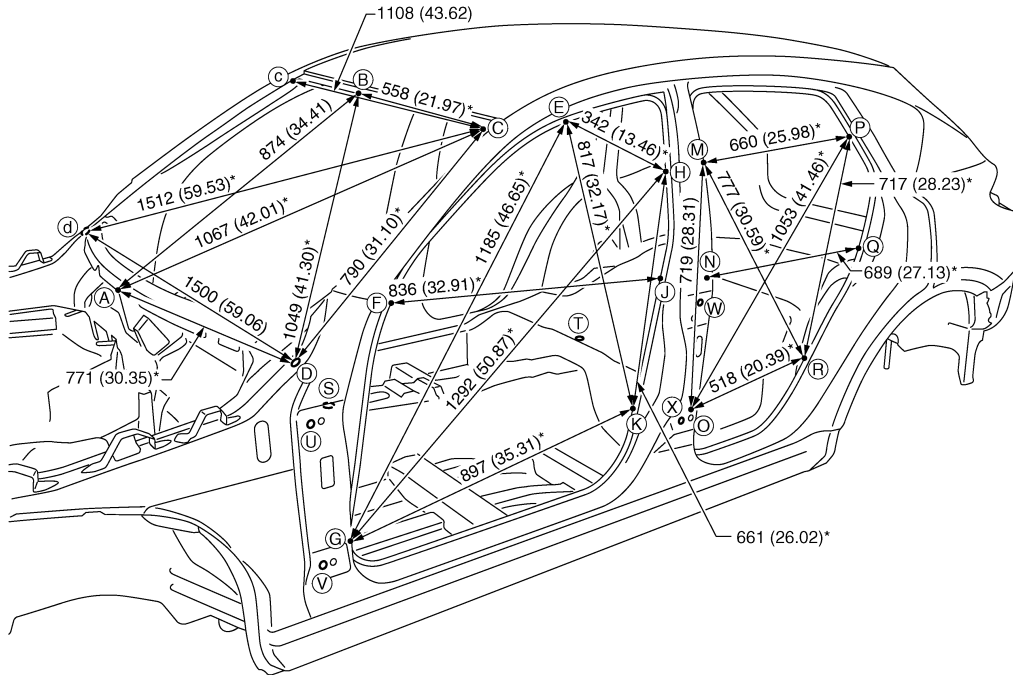 1108 (43.62)
c
B
558 (21.97)*
C
874 (34.41)
E
342 (13.46)*
817 (32.17)*
H
M
660 (25.98)*
P
777 (30.59)*
1053 (41.46)*
717 (28.23)*
1512 (59.53)*
1067 (42.01)*
1185 (46.65)*
d
790 (31.10)*
1049 (41.30)*
719 (28.31)
Q
689 (27.13)*
N
W
A
1500 (59.06)
F
836 (32.91)*
J
T
D
771 (30.35)*
1292 (50.87)*
518 (20.39)*
R
S
U
X
O
K
897 (35.31)*
G
V
661 (26.02)*